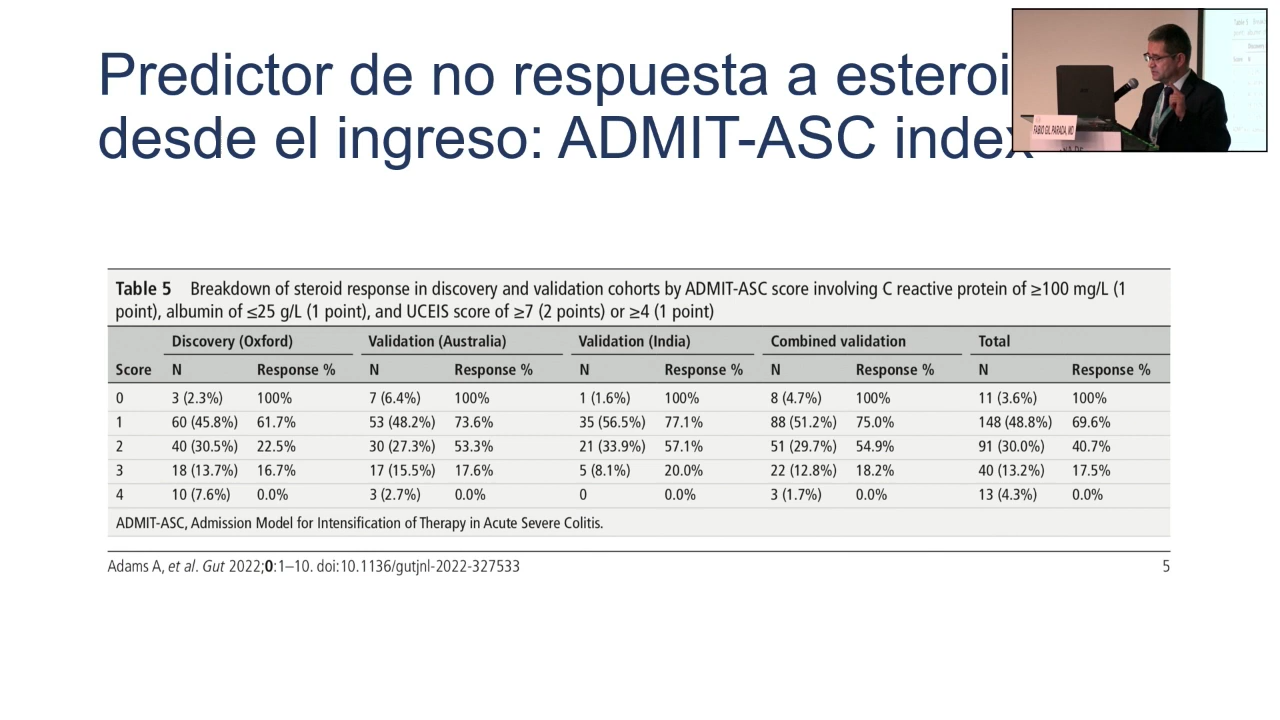 Predictor de no respuesta a esteroi
desde el ingreso: ADMIT-ASC index
FABIO GIL PARADA, MD
Table 5 Breakdown of steroid response in discovery and validation cohorts by ADMIT-ASC score involving C reactive protein of ≥100 mg/L (1
point), albumin of ≤25 g/L (1 point), and UCEIS score of ≥7 (2 points) or ≥4 (1 point)
Discovery (Oxford) Validation (Australia) Validation (India) Combined validation Total
Score N Response % N Response % N Response % N Response % N Response %
0 3 (2.3%) 100% 7 (6.4%) 100% 1 (1.6%) 100% 8 (4.7%) 100% 11 (3.6%) 100%
1 60 (45.8%) 61.7% 53 (48.2%) 73.6% 35 (56.5%) 77.1% 88 (51.2%) 75.0% 148 (48.8%) 69.6%
2 40 (30.5%) 22.5% 30 (27.3%) 53.3% 21 (33.9%) 57.1% 51 (29.7%) 54.9% 91 (30.0%) 40.7%
3 18 (13.7%) 16.7% 17 (15.5%) 17.6% 5 (8.1%) 20.0% 22 (12.8%) 18.2% 40 (13.2%) 17.5%
4 10 (7.6%) 0.0% 3 (2.7%) 0.0% 0 0.0% 3 (1.7%) 0.0% 13 (4.3%) 0.0%
ADMIT-ASC, Admission Model for Intensification of Therapy in Acute Severe Colitis.
Adams A, et al. Gut 2022;0:1–10. doi:10.1136/gutjnl-2022-327533 5